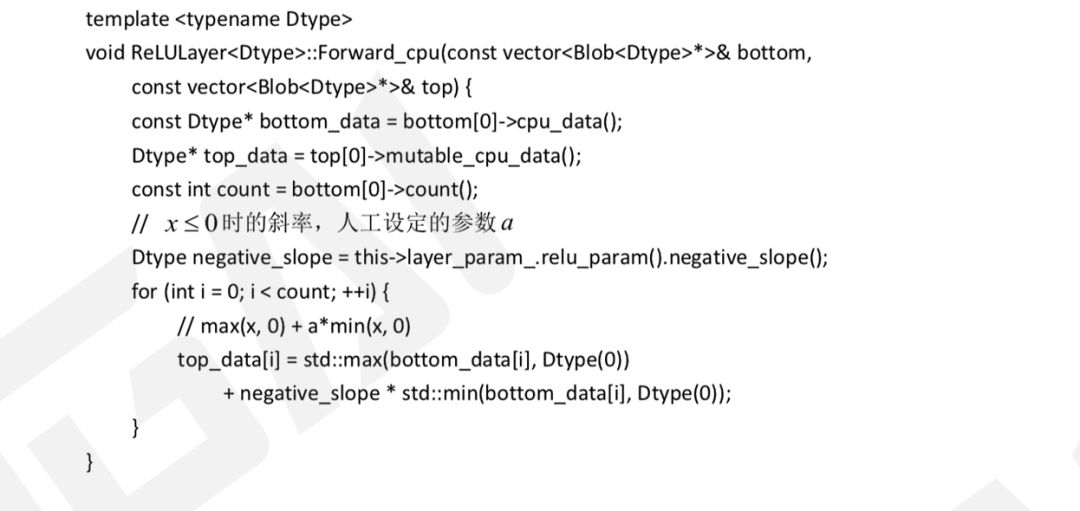 template <typename Dtype>
void ReLULayer<Dtype>::Forward_cpu(const vector<Blob<Dtype>*>& bottom,
const vector<Blob<Dtype>*>& top) {
const Dtype* bottom_data = bottom[0]->cpu_data();
Dtype* top_data = top[0]->mutable_cpu_data();
const int count = bottom[0]->count();
// x≤0时的斜率，人工设定的参数a
Dtype negative_slope = this->layer_param_.relu_param().negative_slope();
for (int i = 0; i < count; ++i) {
// max(x, 0) + a*min(x, 0)
top_data[i] = std::max(bottom_data[i], Dtype(0))
+ negative_slope * std::min(bottom_data[i], Dtype(0));
}
}